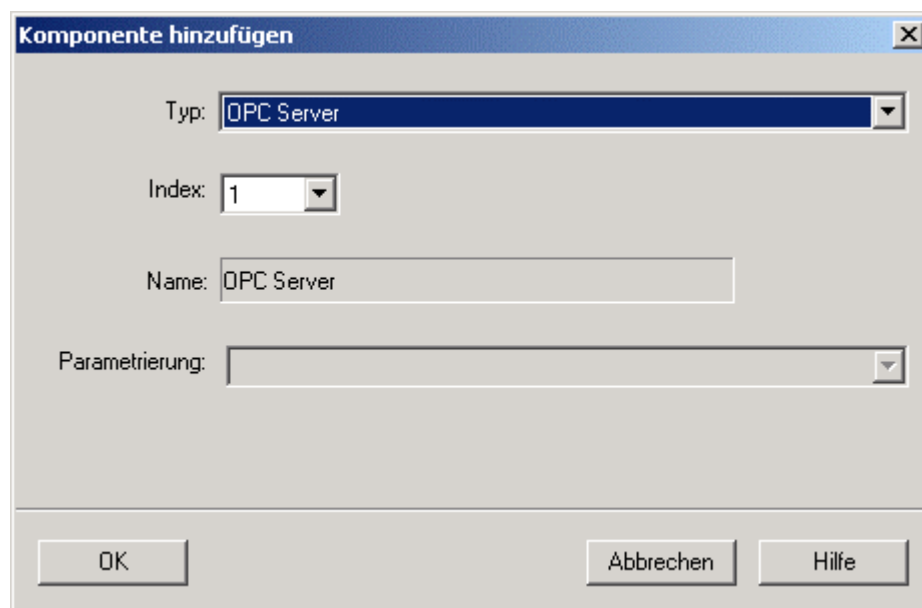 Komponente hinzufügen
Typ: OPC Server
Index: 1
Name: OPC Server
Parametrierung:
OK Abbrechen Hilfe